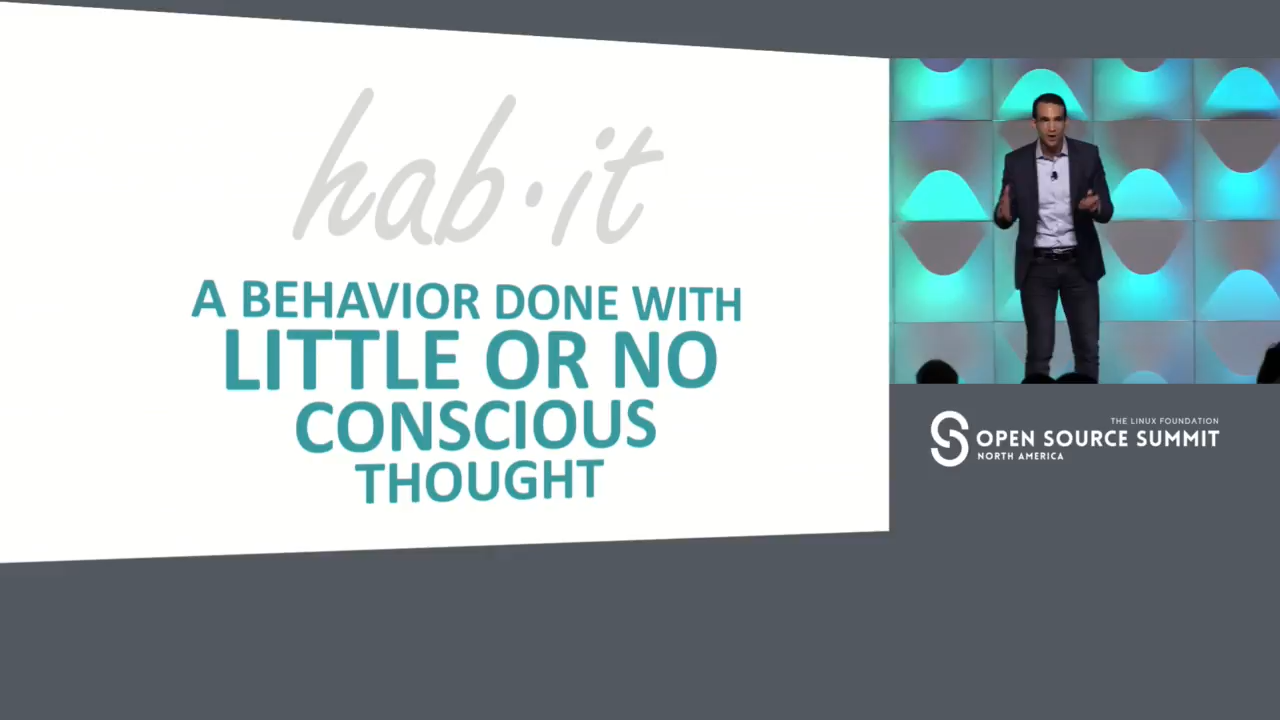 hab·it
A BEHAVIOR DONE WITH
LITTLE OR NO
CONSCIOUS
THOUGHT
THE LINUX FOUNDATION
OPEN SOURCE SUMMIT
NORTH AMERICA